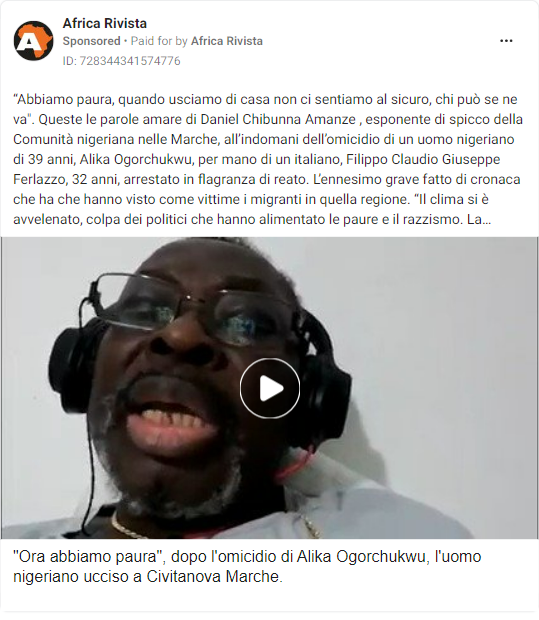 Africa Rivista
Sponsored • Paid for by Africa Rivista
ID: 728344341574776
“Abbiamo paura, quando usciamo di casa non ci sentiamo al sicuro, chi può se ne
va". Queste le parole amare di Daniel Chibunna Amanze , esponente di spicco della
Comunità nigeriana nelle Marche, all’indomani dell’omicidio di un uomo nigeriano
di 39 anni, Alika Ogorchukwu, per mano di un italiano, Filippo Claudio Giuseppe
Ferlazzo, 32 anni, arrestato in flagranza di reato. L’ennesimo grave fatto di cronaca
che ha che hanno visto come vittime i migranti in quella regione. “Il clima si è
avvelenato, colpa dei politici che hanno alimentato le paure e il razzismo. La...
"Ora abbiamo paura", dopo l'omicidio di Alika Ogorchukwu, l'uomo
nigeriano ucciso a Civitanova Marche.